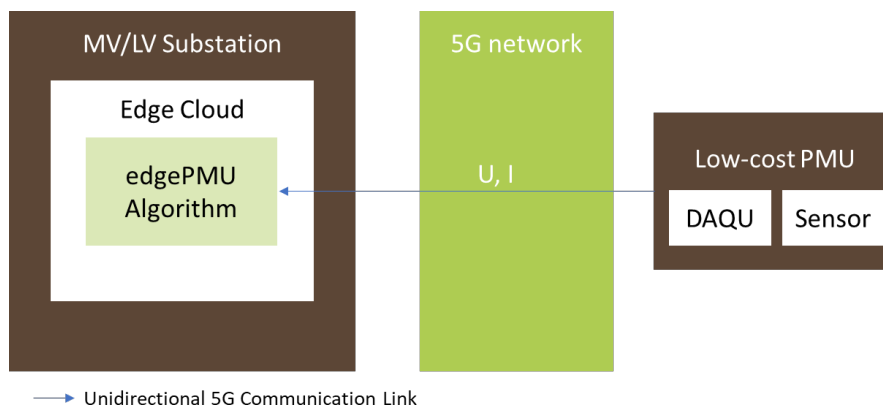 MV/LV Substation
Edge Cloud
edgePMU
Algorithm
5G network
U, I
Low-cost PMU
DAQU
Sensor
Unidirectional 5G Communication Link